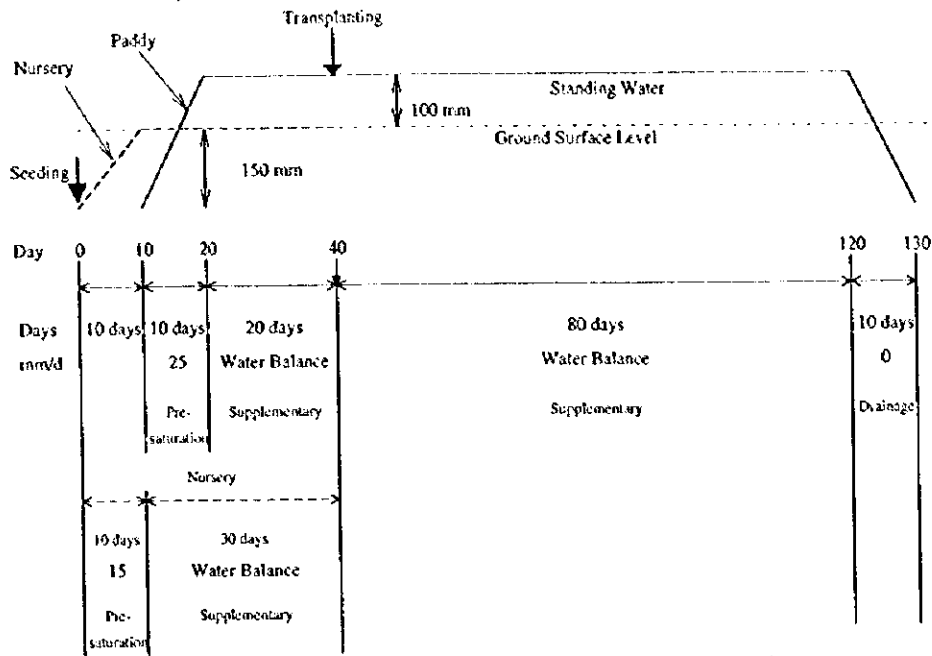 Transplanting
Paddy
Nursery
Standing Water
100 mm
Ground Surface Level
Seeding
150 mm
Day 0 10 20 40 120 130
Days 10 days 10 days 20 days 80 days 10 days
mm/d 25 Water Balance Water Balance 0
Pre- Supplementary Supplementary Drainage
saturation
Nursery
10 days 30 days
15 Water Balance
Pre- Supplementary
saturation